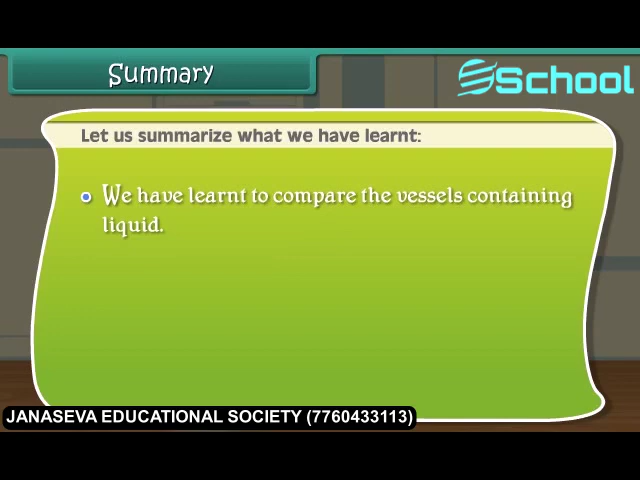 Summary
School
Let us summarize what we have learnt:
We have learnt to compare the vessels containing
liquid.
JANASEVA EDUCATIONAL SOCIETY (7760433113)